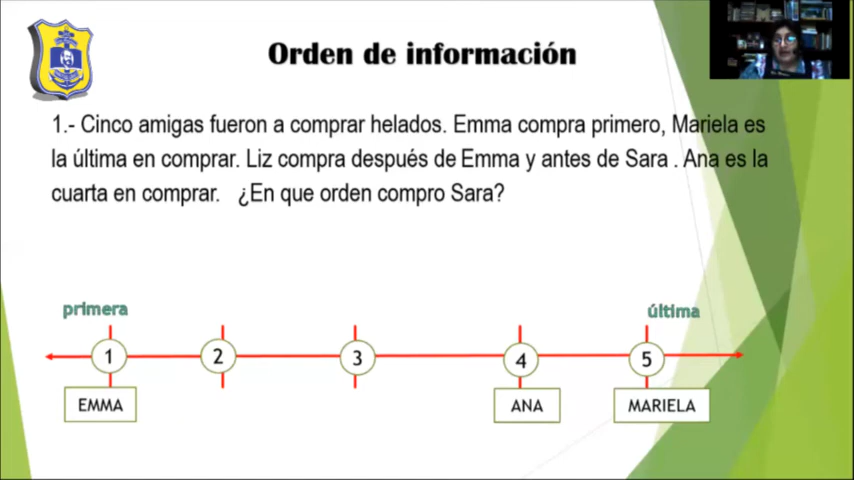 Orden de información
1.- Cinco amigas fueron a comprar helados. Emma compra primero, Mariela es
la última en comprar. Liz compra después de Emma y antes de Sara . Ana es la
cuarta en comprar. ¿En que orden compro Sara?
primera
última
1
2
3
4
5
EMMA
ANA
MARIELA